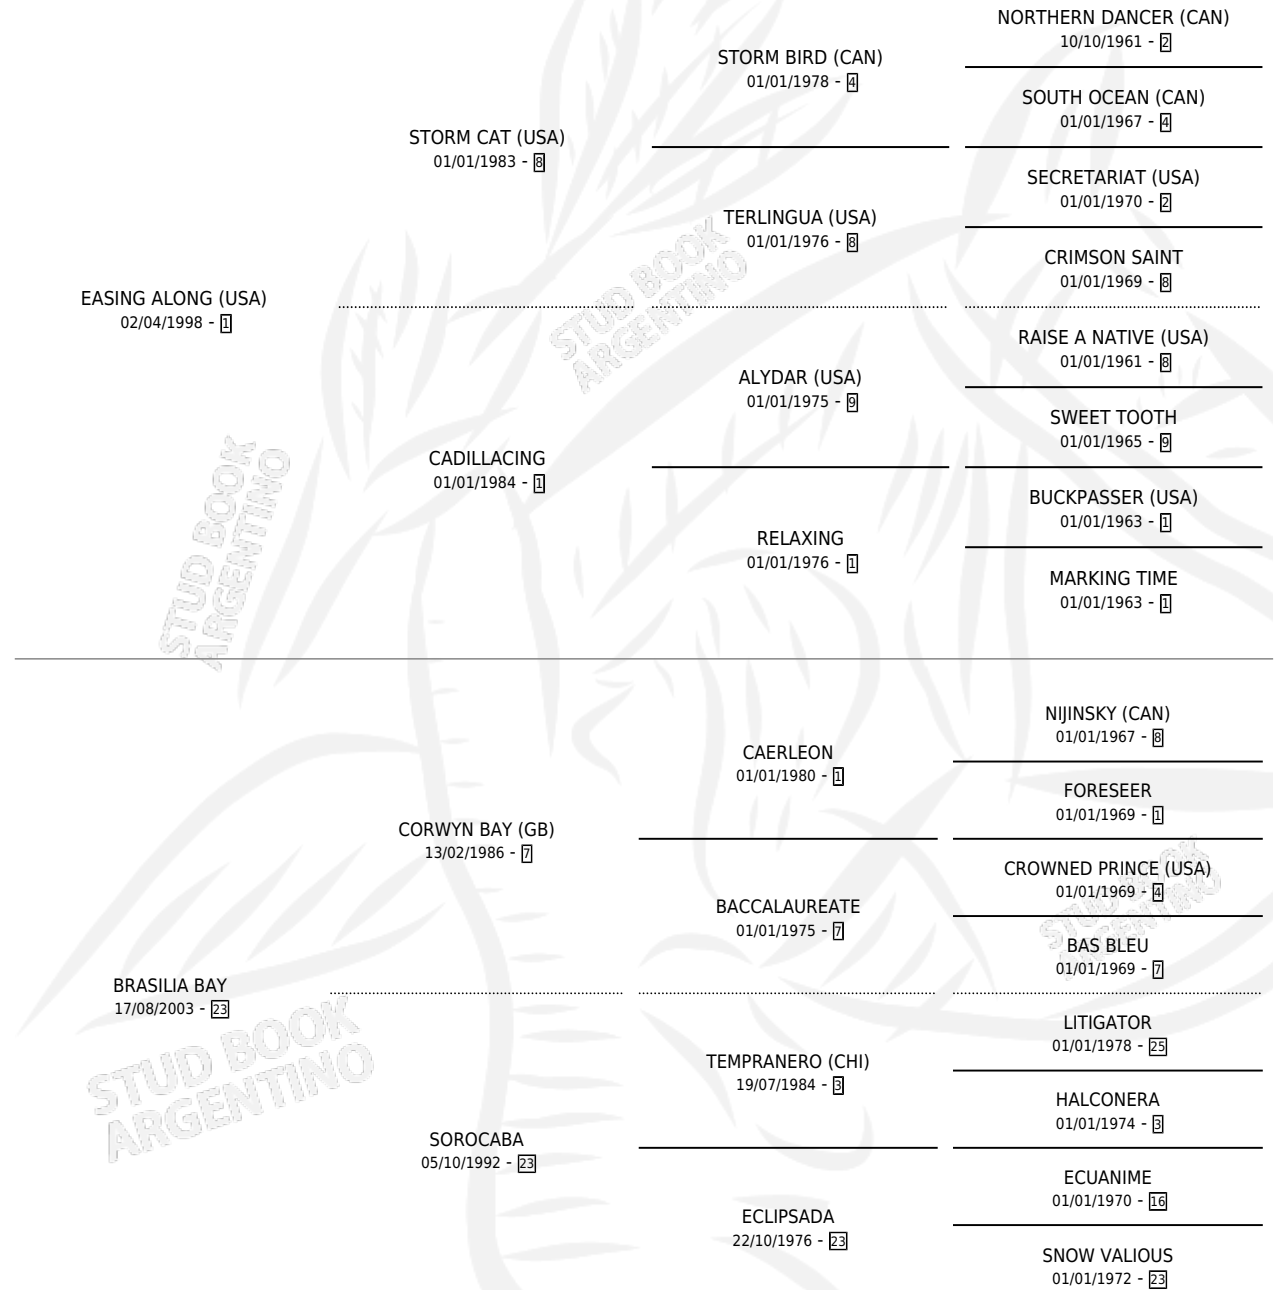 NORTHERN DANCER (CAN)
10/10/1961 - 2
STORM BIRD (CAN)
01/01/1978 - 4
SOUTH OCEAN (CAN)
01/01/1967 - 4
STORM CAT (USA)
01/01/1983 - 8
SECRETARIAT (USA)
01/01/1970 - 2
TERLINGUA (USA)
01/01/1976 - 8
CRIMSON SAINT
01/01/1969 - 8
EASING ALONG (USA)
02/04/1998 - 1
STUD BOOK
ARGENTINO
RAISE A NATIVE (USA)
01/01/1961 - 8
ALYDAR (USA)
01/01/1975 - 9
SWEET TOOTH
01/01/1965 - 9
CADILLACING
01/01/1984 - 1
BUCKPASSER (USA)
01/01/1963 - 1
RELAXING
01/01/1976 - 1
MARKING TIME
01/01/1963 - 1
STUD BOOK
ARGENTINO
NIJINSKY (CAN)
01/01/1967 - 8
CAERLEON
01/01/1980 - 1
FORESEER
01/01/1969 - 1
CORWYN BAY (GB)
13/02/1986 - 7
CROWNED PRINCE (USA)
01/01/1969 - 4
BACCALAUREATE
01/01/1975 - 7
BAS BLEU
01/01/1969 - 7
STUD BOOK
ARGENTINO
BRASILIA BAY
17/08/2003 - 23
LITIGATOR
01/01/1978 - 25
TEMPRANERO (CHI)
19/07/1984 - 3
HALCONERA
01/01/1974 - 3
STUD BOOK
ARGENTINO
SOROCABA
05/10/1992 - 23
ECUANIME
01/01/1970 - 16
ECLIPSADA
22/10/1976 - 23
SNOW VALIOUS
01/01/1972 - 23